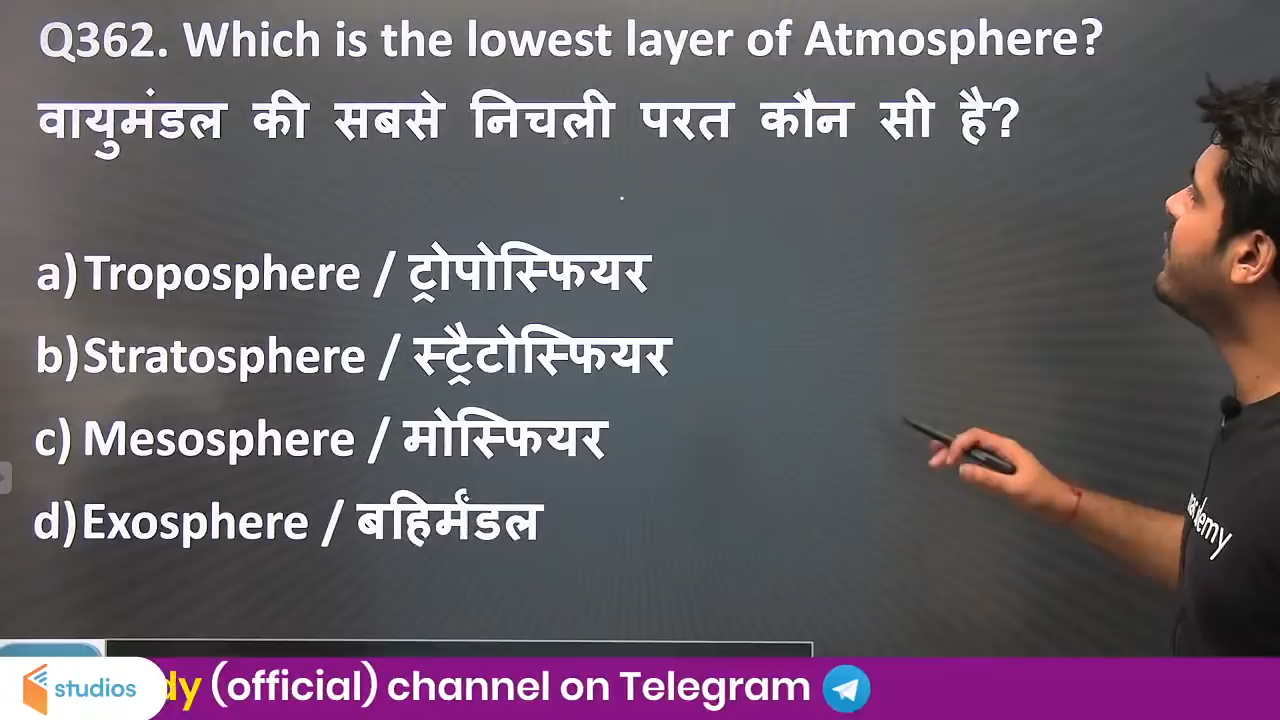 Q362. Which is the lowest layer of Atmosphere?
वायुमंडल की सबसे निचली परत कौन सी है?
a) Troposphere / ट्रोपोस्फियर
b) Stratosphere / स्ट्रैटोस्फियर
c) Mesosphere / मोस्फियर
d) Exosphere / बहिर्मंडल
demy
studios
dy (official) channel on Telegram